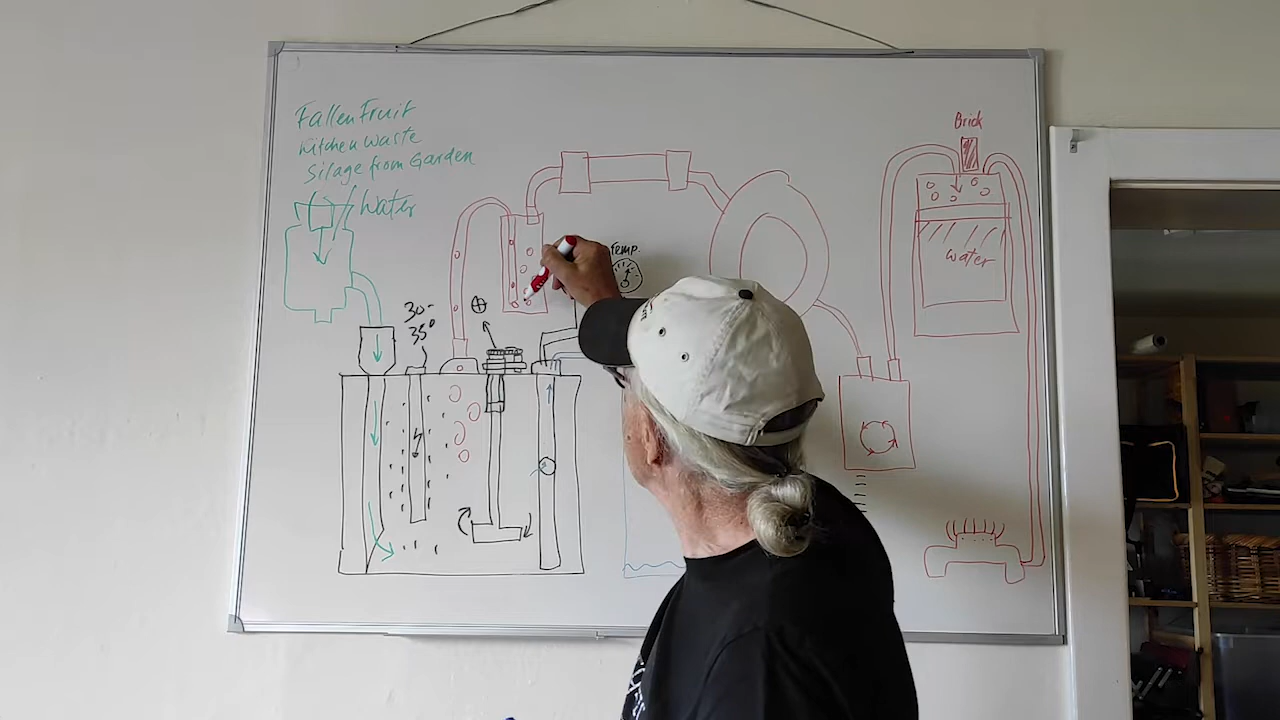 Fallen Fruit
Kitchen Waste
Silage from Garden
Water
30-
35°
Temp.
Brick
water